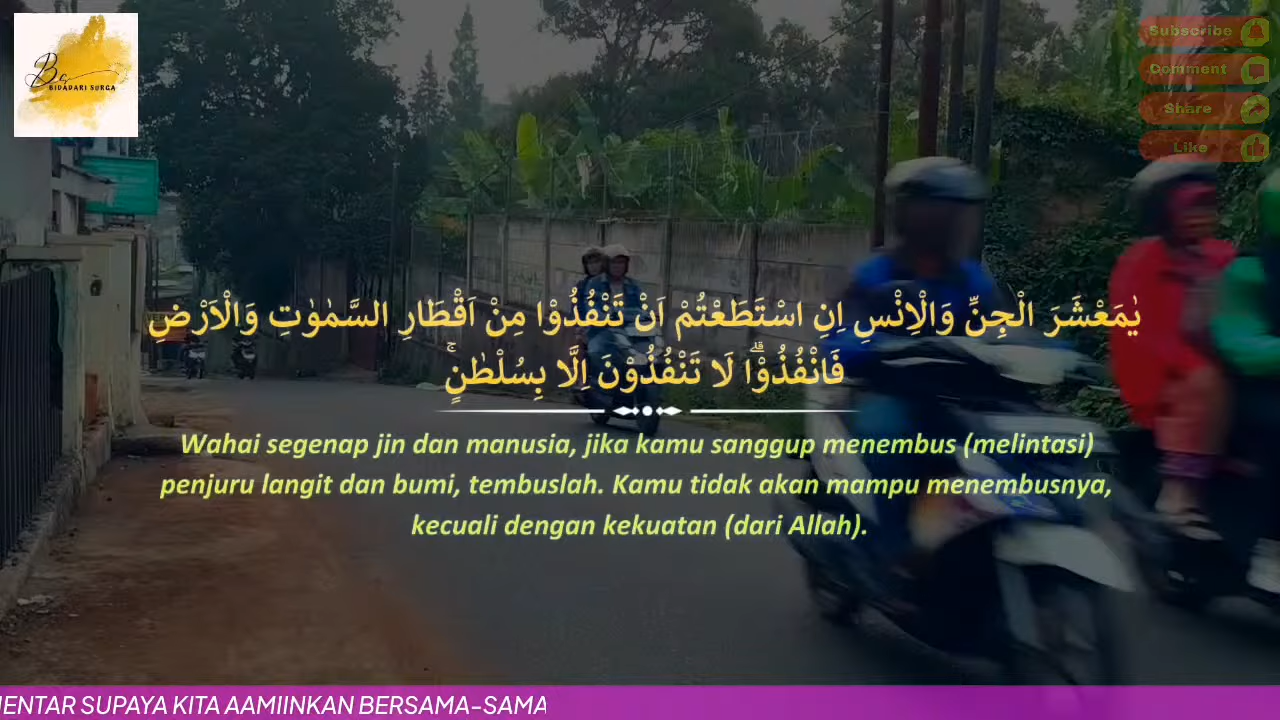 BIDADARI SURGA
Subscribe
Comment
Share
Like
يٰمَعْشَرَ الْجِنِّ وَالْاِنْسِ اِنِ اسْتَطَعْتُمْ اَنْ تَنْفُذُوْا مِنْ اَقْطَارِ السَّمٰوٰتِ وَالْاَرْضِ
فَانْفُذُوْاۗ لَا تَنْفُذُوْنَ اِلَّا بِسُلْطٰنٍۚ
Wahai segenap jin dan manusia, jika kamu sanggup menembus (melintasi)
penjuru langit dan bumi, tembuslah. Kamu tidak akan mampu menembusnya,
kecuali dengan kekuatan (dari Allah).
MENTAR SUPAYA KITA AAMIINKAN BERSAMA-SAMA